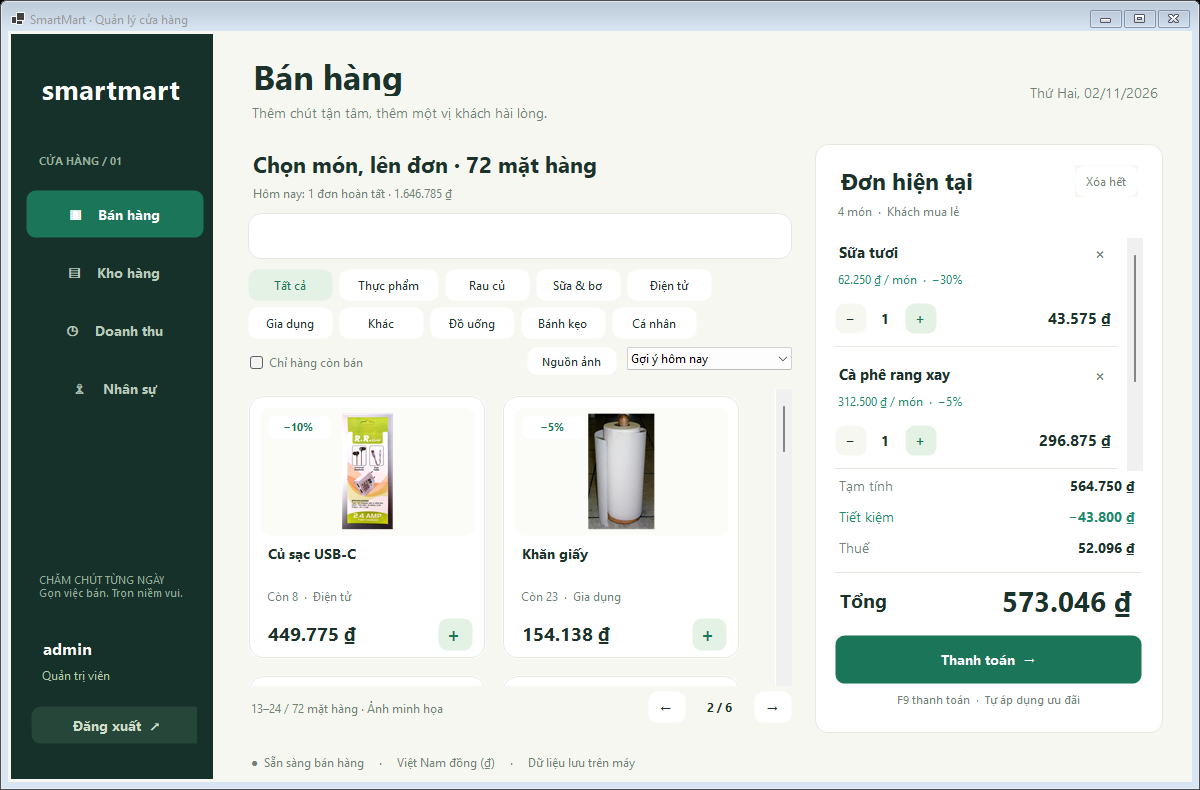 SmartMart · Quản lý cửa hàng
smartmart
CỬA HÀNG / 01
Bán hàng
Kho hàng
Doanh thu
Nhân sự
CHĂM CHÚT TỪNG NGÀY
Gọn việc bán. Trọn niềm vui.
admin
Quản trị viên
Đăng xuất ↗
Bán hàng
Thêm chút tận tâm, thêm một vị khách hài lòng.
Thứ Hai, 02/11/2026
Chọn món, lên đơn · 72 mặt hàng
Hôm nay: 1 đơn hoàn tất · 1.646.785 ₫
Tất cả Thực phẩm Rau củ Sữa & bơ Điện tử
Gia dụng Khác Đồ uống Bánh kẹo Cá nhân
Chỉ hàng còn bán Nguồn ảnh Gợi ý hôm nay
−10%
R.R.
2.4 AMP
Củ sạc USB-C
Còn 8 · Điện tử
449.775 ₫ +
−5%
Khăn giấy
Còn 23 · Gia dụng
154.138 ₫ +
13–24 / 72 mặt hàng · Ảnh minh họa ← 2 / 6 →
● Sẵn sàng bán hàng · Việt Nam đồng (₫) · Dữ liệu lưu trên máy
Đơn hiện tại Xóa hết
4 món · Khách mua lẻ
Sữa tươi ×
62.250 ₫ / món · −30%
− 1 + 43.575 ₫
Cà phê rang xay ×
312.500 ₫ / món · −5%
− 1 + 296.875 ₫
Tạm tính 564.750 ₫
Tiết kiệm −43.800 ₫
Thuế 52.096 ₫
Tổng 573.046 ₫
Thanh toán →
F9 thanh toán · Tự áp dụng ưu đãi